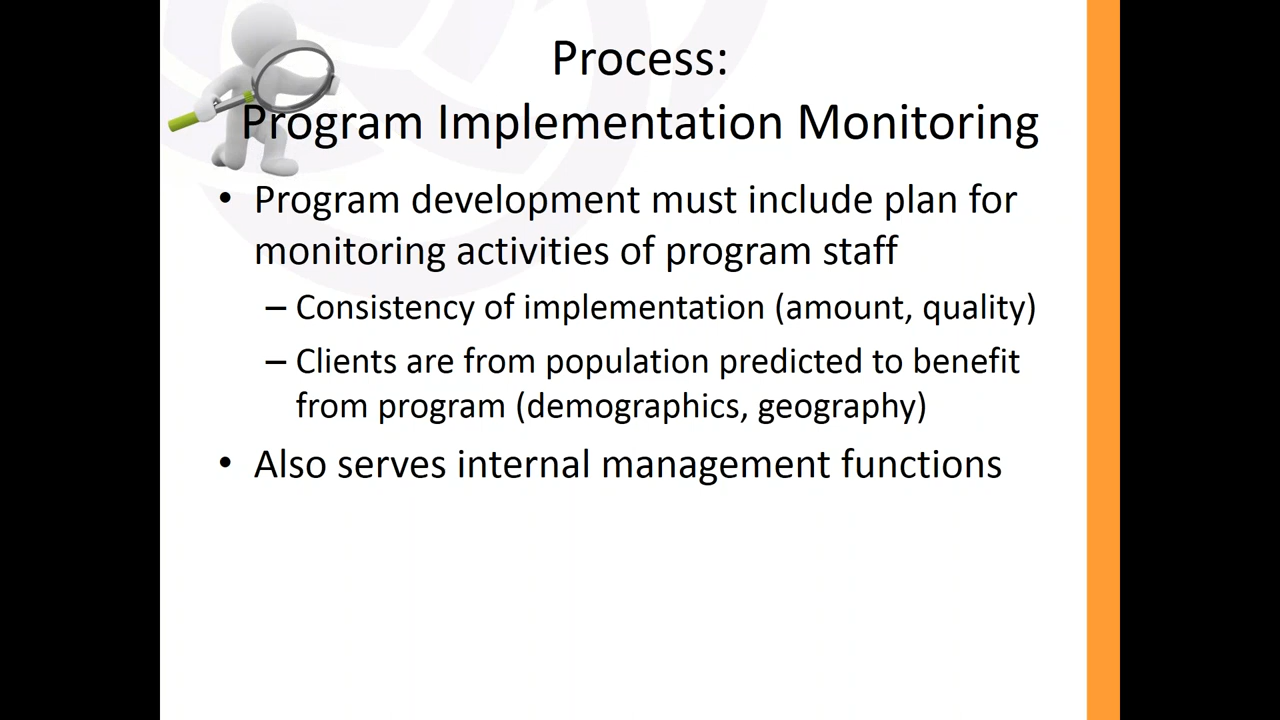 Process:
Program Implementation Monitoring
• Program development must include plan for
monitoring activities of program staff
– Consistency of implementation (amount, quality)
– Clients are from population predicted to benefit
from program (demographics, geography)
• Also serves internal management functions